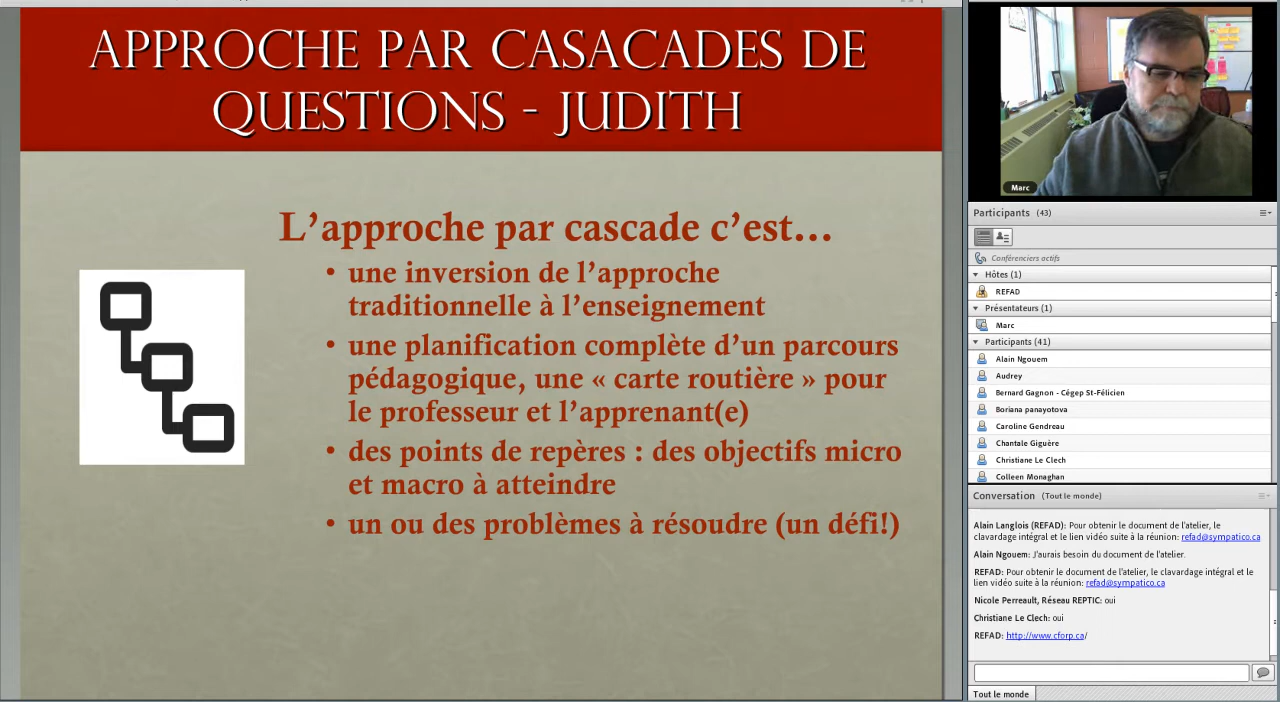 APPROCHE PAR CASACADES DE
QUESTIONS - JUDITH
L'approche par cascade c'est...
• une inversion de l'approche
traditionnelle à l'enseignement
• une planification complète d'un parcours
pédagogique, une « carte routière » pour
le professeur et l'apprenant(e)
• des points de repères : des objectifs micro
et macro à atteindre
• un ou des problèmes à résoudre (un défi!)
Marc
Participants (43)
Conférenciers actifs
Hôtes (1)
REFAD
Présentateurs (1)
Marc
Participants (41)
Alain Ngouem
Audrey
Bernard Gagnon - Cégep St-Félicien
Boriana panayotova
Caroline Gendreau
Chantale Giguère
Christiane Le Clech
Colleen Monaghan
Conversation (Tout le monde)
Alain Langlois (REFAD): Pour obtenir le document de l'atelier, le
clavardage intégral et le lien vidéo suite à la réunion: refad@sympatico.ca
Alain Ngouem: J'aurais besoin du document de l'atelier.
REFAD: Pour obtenir le document de l'atelier, le clavardage intégral et le
lien vidéo suite à la réunion: refad@sympatico.ca
Nicole Perreault, Réseau REPTIC: oui
Christiane Le Clech: oui
REFAD: http://www.cforp.ca/
Tout le monde